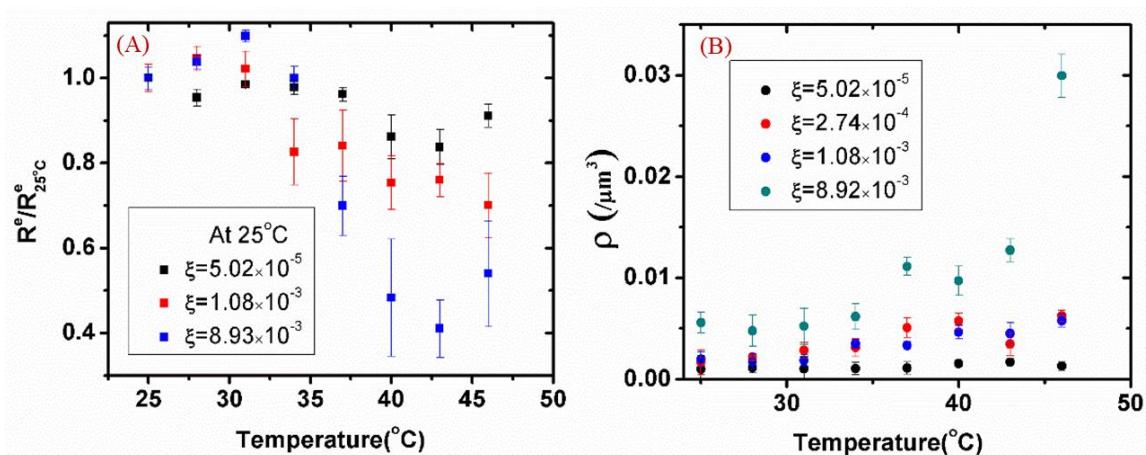 (A)
1.0
0.8
0.6
0.4
R^e/R^e_{25°C}
At 25°C
ξ=5.02×10^{-5}
ξ=1.08×10^{-3}
ξ=8.93×10^{-3}
25 30 35 40 45 50
Temperature(°C)
(B)
0.03
0.02
0.01
0.00
ρ (/μm^3)
ξ=5.02×10^{-5}
ξ=2.74×10^{-4}
ξ=1.08×10^{-3}
ξ=8.92×10^{-3}
30 40 50
Temperature(°C)